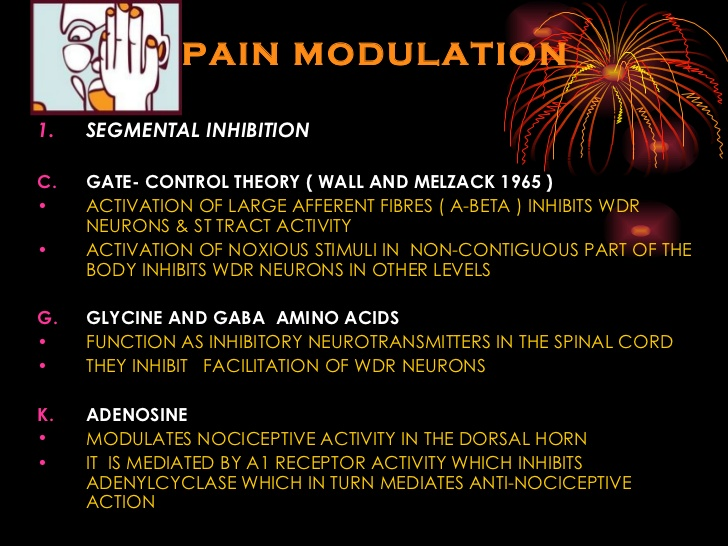 PAIN MODULATION
1. SEGMENTAL INHIBITION
C. GATE- CONTROL THEORY ( WALL AND MELZACK 1965 )
• ACTIVATION OF LARGE AFFERENT FIBRES ( A-BETA ) INHIBITS WDR
NEURONS & ST TRACT ACTIVITY
• ACTIVATION OF NOXIOUS STIMULI IN NON-CONTIGUOUS PART OF THE
BODY INHIBITS WDR NEURONS IN OTHER LEVELS
G. GLYCINE AND GABA AMINO ACIDS
• FUNCTION AS INHIBITORY NEUROTRANSMITTERS IN THE SPINAL CORD
• THEY INHIBIT FACILITATION OF WDR NEURONS
K. ADENOSINE
• MODULATES NOCICEPTIVE ACTIVITY IN THE DORSAL HORN
• IT IS MEDIATED BY A1 RECEPTOR ACTIVITY WHICH INHIBITS
ADENYLCYCLASE WHICH IN TURN MEDIATES ANTI-NOCICEPTIVE
ACTION